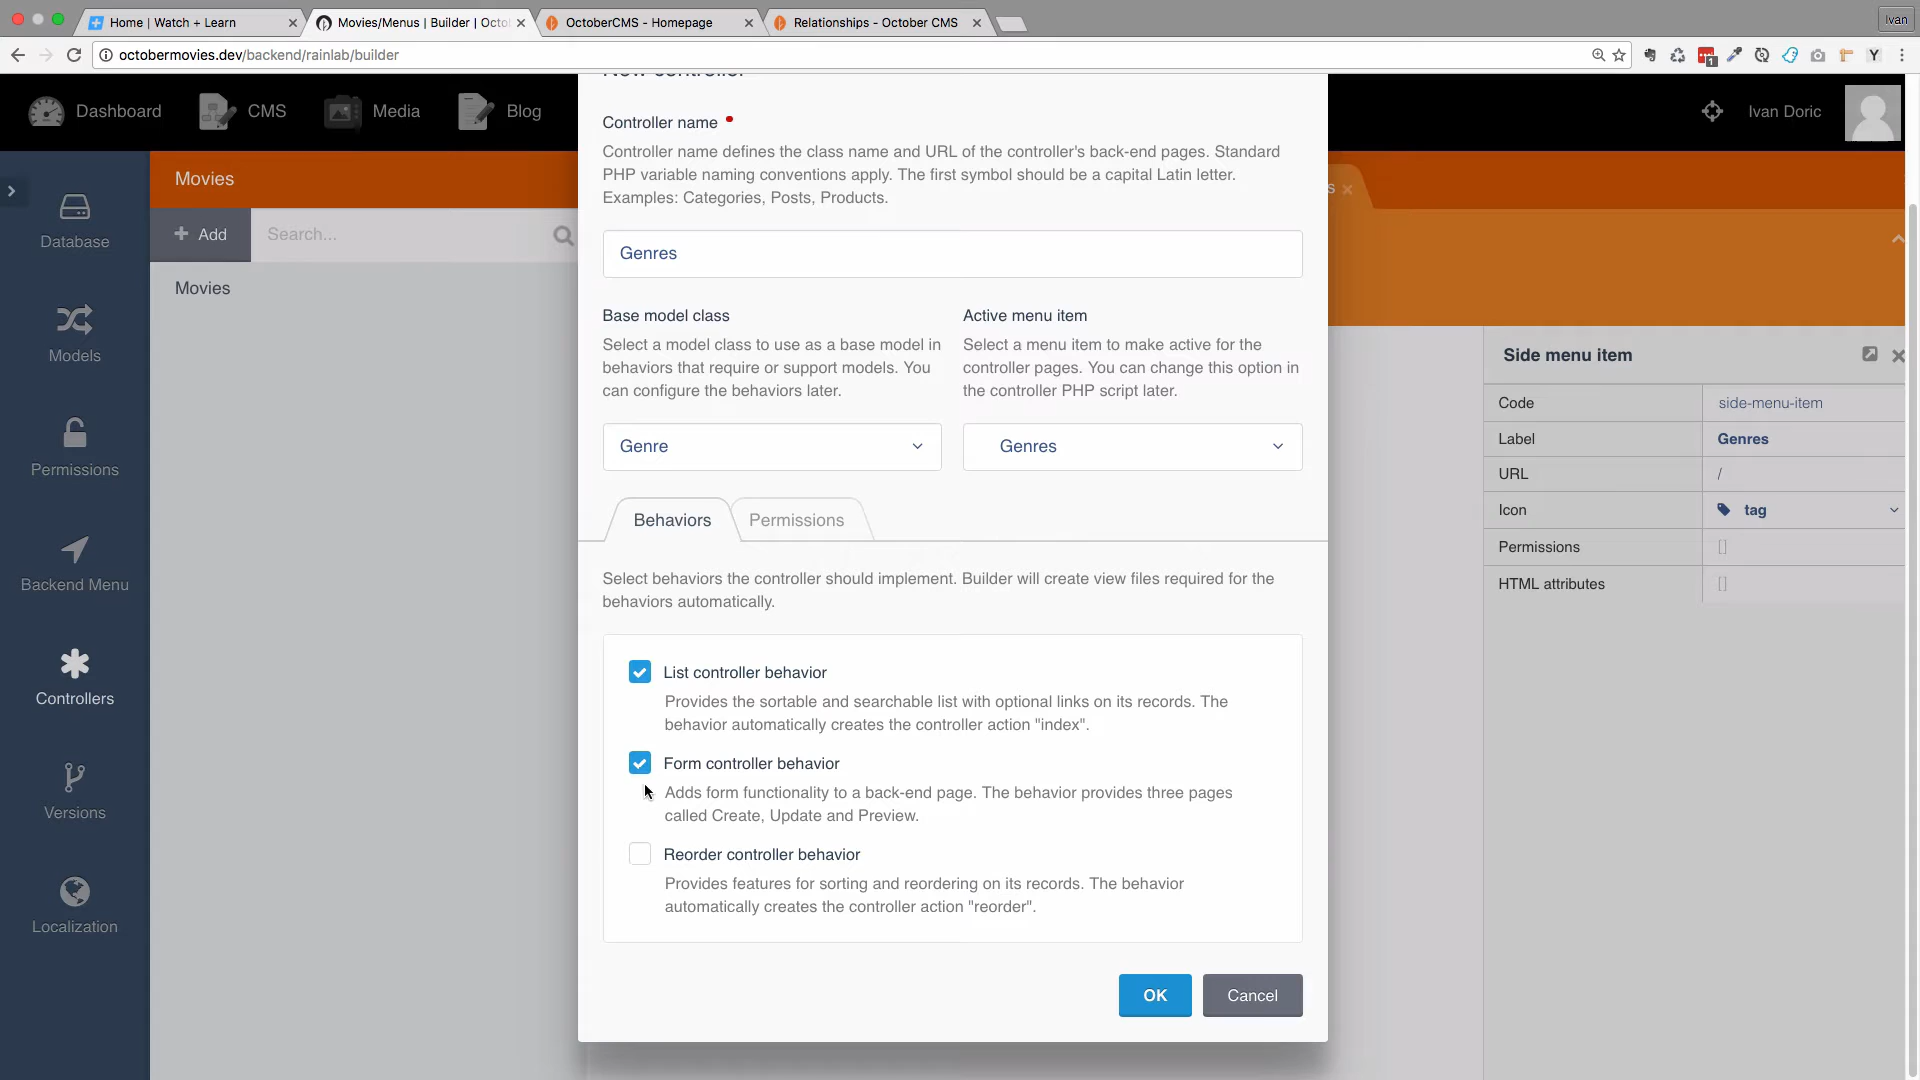 Home | Watch + Learn
Movies/Menus | Builder | Octo
OctoberCMS - Homepage
Relationships - October CMS
Ivan
octobermovies.dev/backend/rainlab/builder
1
Y
Dashboard
CMS
Media
Blog
Ivan Doric
Database
Models
Permissions
Backend Menu
Controllers
Versions
Localization
Movies
Add
Search...
Movies
New controller
Controller name
Controller name defines the class name and URL of the controller's back-end pages. Standard
PHP variable naming conventions apply. The first symbol should be a capital Latin letter.
Examples: Categories, Posts, Products.
Genres
Base model class
Select a model class to use as a base model in
behaviors that require or support models. You
can configure the behaviors later.
Genre
Active menu item
Select a menu item to make active for the
controller pages. You can change this option in
the controller PHP script later.
Genres
Behaviors
Permissions
Select behaviors the controller should implement. Builder will create view files required for the
behaviors automatically.
List controller behavior
Provides the sortable and searchable list with optional links on its records. The
behavior automatically creates the controller action "index".
Form controller behavior
Adds form functionality to a back-end page. The behavior provides three pages
called Create, Update and Preview.
Reorder controller behavior
Provides features for sorting and reordering on its records. The behavior
automatically creates the controller action "reorder".
OK
Cancel
s
Side menu item
Code side-menu-item
Label Genres
URL /
Icon tag
Permissions []
HTML attributes []